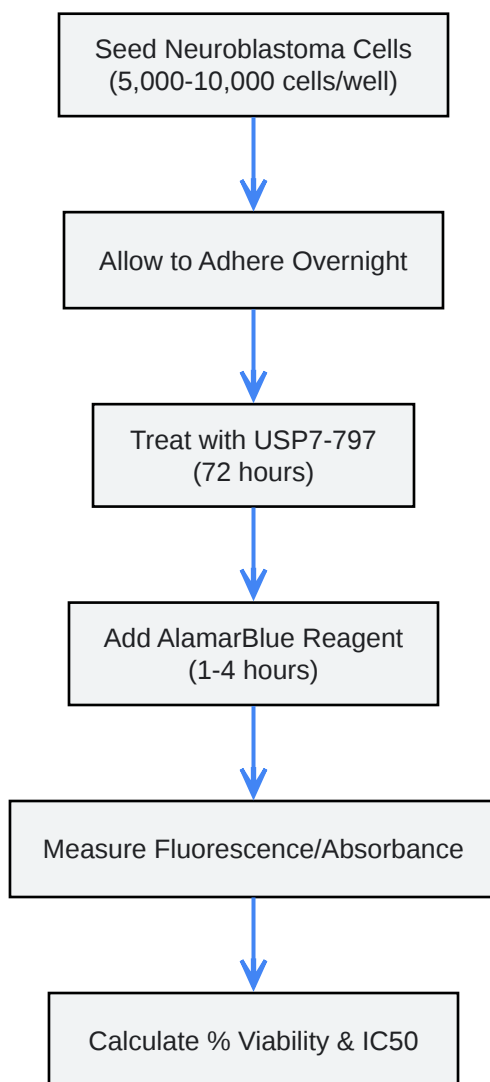 Seed Neuroblastoma Cells
(5,000-10,000 cells/well)
Allow to Adhere Overnight
Treat with USP7-797
(72 hours)
Add AlamarBlue Reagent
(1-4 hours)
Measure Fluorescence/Absorbance
Calculate % Viability & IC50